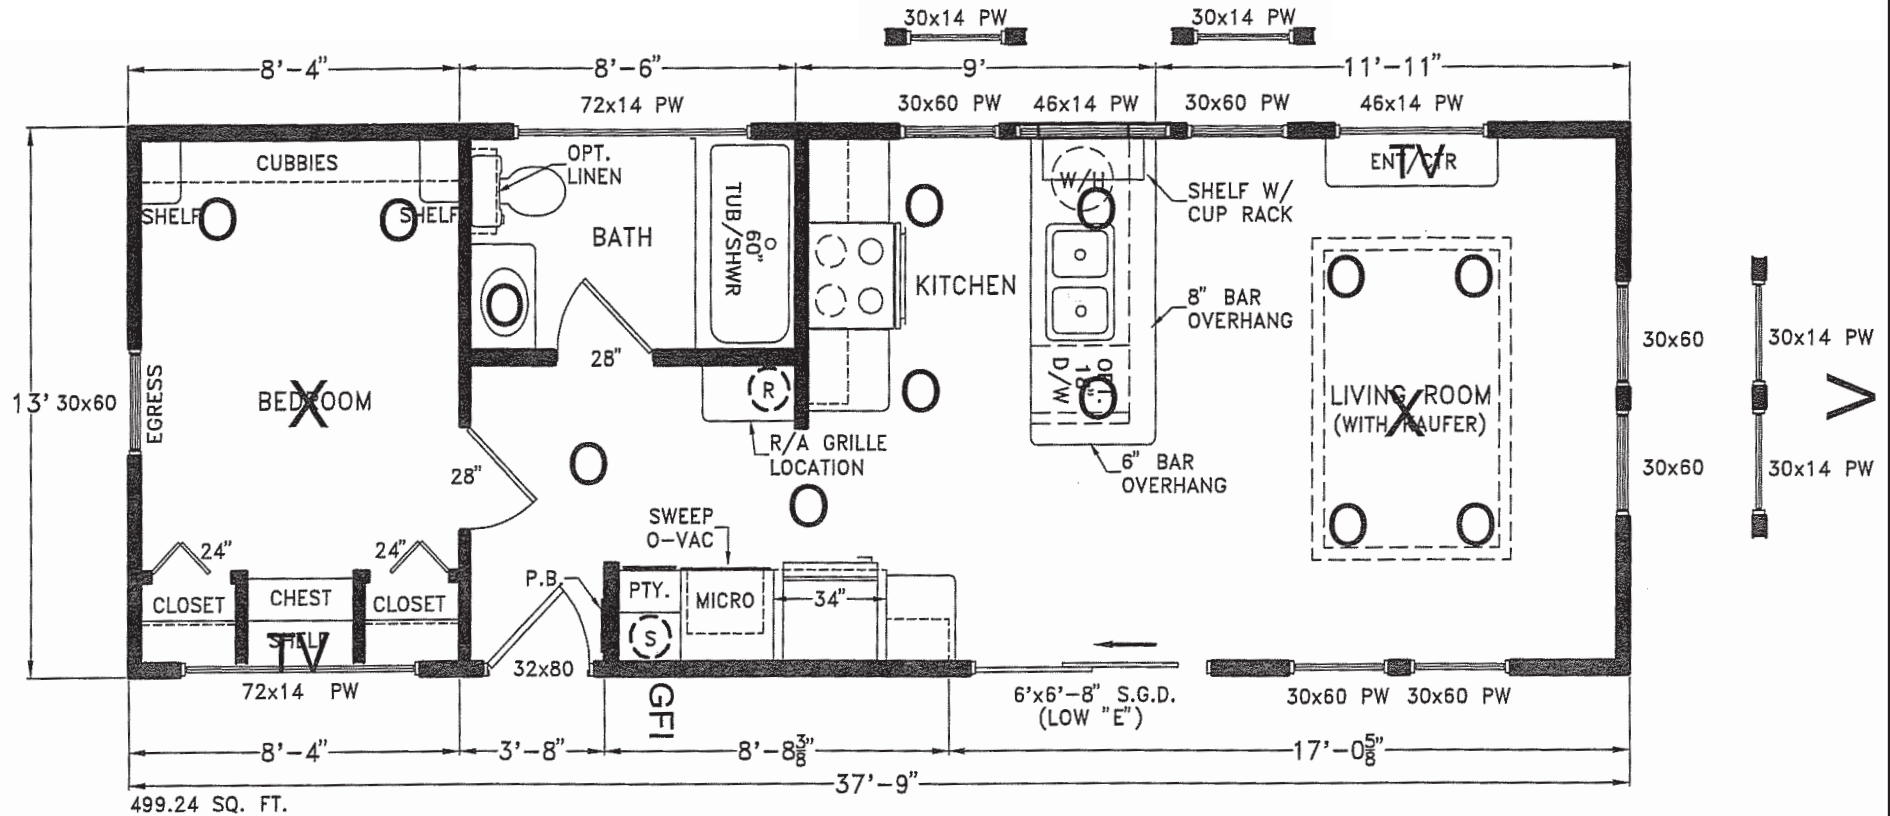 30x14 PW
30x14 PW
8'-4"
8'-6"
9'
11'-11"
72x14 PW
30x60 PW
46x14 PW
30x60 PW
46x14 PW
CUBBIES
OPT.
LINEN
W/H
ENT/CTR
TV
SHELF
O
O
SHELF
BATH
TUB/SHWR
60"
O
O
SHELF W/
CUP RACK
KITCHEN
O
8" BAR
OVERHANG
O
O
13'
30x60
EGRESS
BEDROOM
X
28"
R
O
OPT.
18"
D/W
O
LIVING ROOM
(WITH KAUFER)
X
30x60
30x14 PW
V
28"
O
R/A GRILLE
LOCATION
6" BAR
OVERHANG
30x60
30x14 PW
O
SWEEP
O-VAC
O
O
24"
24"
P.B.
CLOSET
CHEST
CLOSET
PTY.
MICRO
34"
SHELF
TV
S
72x14 PW
32x80
GFI
6'x6'-8" S.G.D.
(LOW "E")
30x60 PW
30x60 PW
8'-4"
3'-8"
8'-8 3/8"
17'-0 5/8"
37'-9"
499.24 SQ. FT.